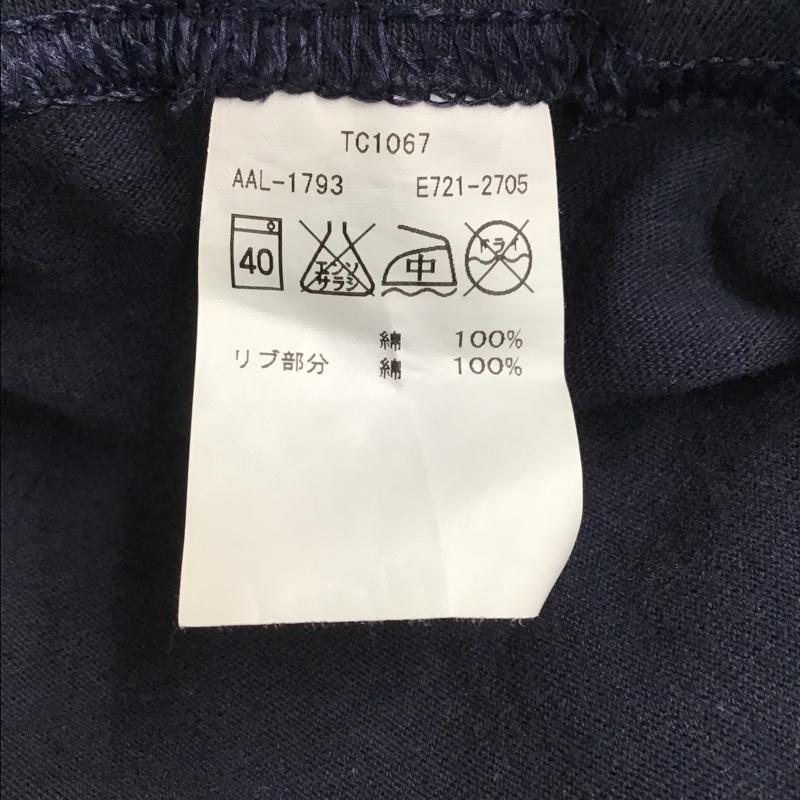 TC1067
AAL-1793 E721-2705
40 エンソ サラシ 中 ドライ
綿 100%
リブ部分 綿 100%